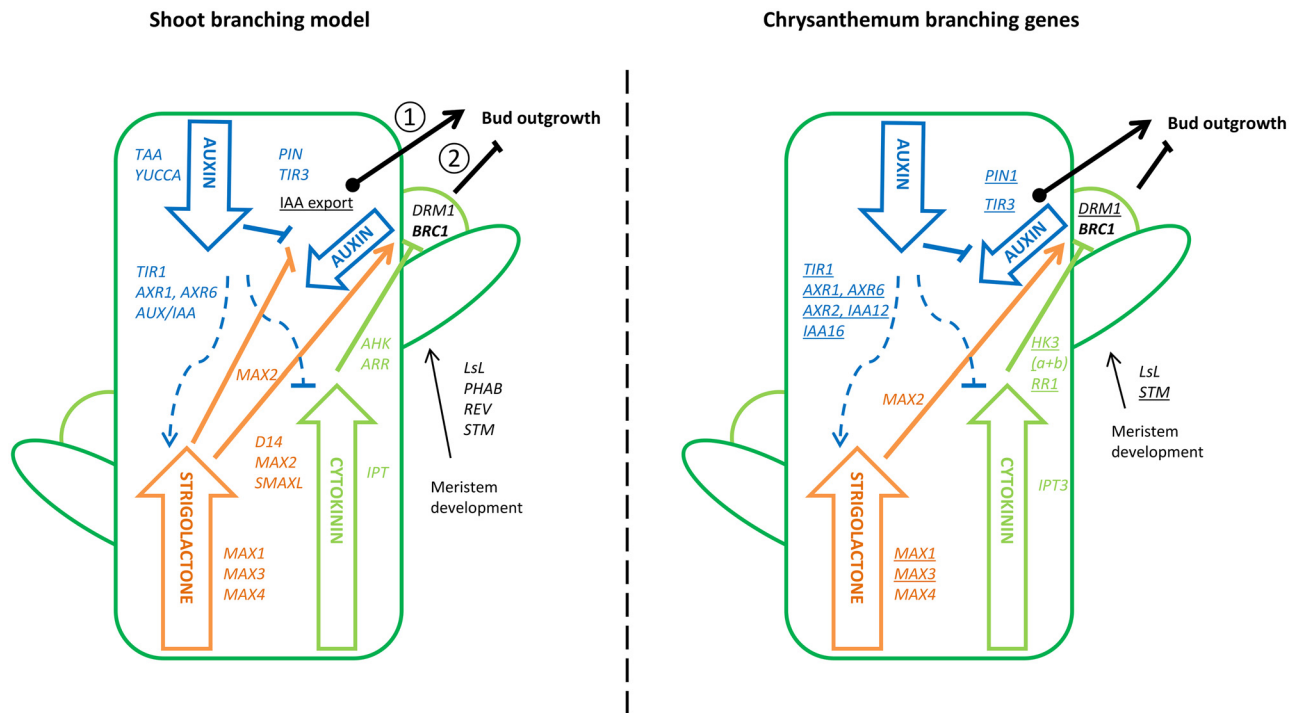 Shoot branching model
1
Bud outgrowth
2
TAA
YUCCA
AUXIN
PIN
TIR3
IAA export
DRM1
BRC1
AUXIN
TIR1
AXR1, AXR6
AUX/IAA
AHK
ARR
MAX2
LsL
PHAB
REV
STM
D14
MAX2
SMAXL
IPT
Meristem
development
STRIGOLACTONE
CYTOKININ
MAX1
MAX3
MAX4
Chrysanthemum branching genes
Bud outgrowth
AUXIN
PIN1
TIR3
DRM1
BRC1
AUXIN
TIR1
AXR1, AXR6
AXR2, IAA12
IAA16
HK3
(a+b)
RR1
LsL
STM
MAX2
Meristem
development
STRIGOLACTONE
CYTOKININ
IPT3
MAX1
MAX3
MAX4